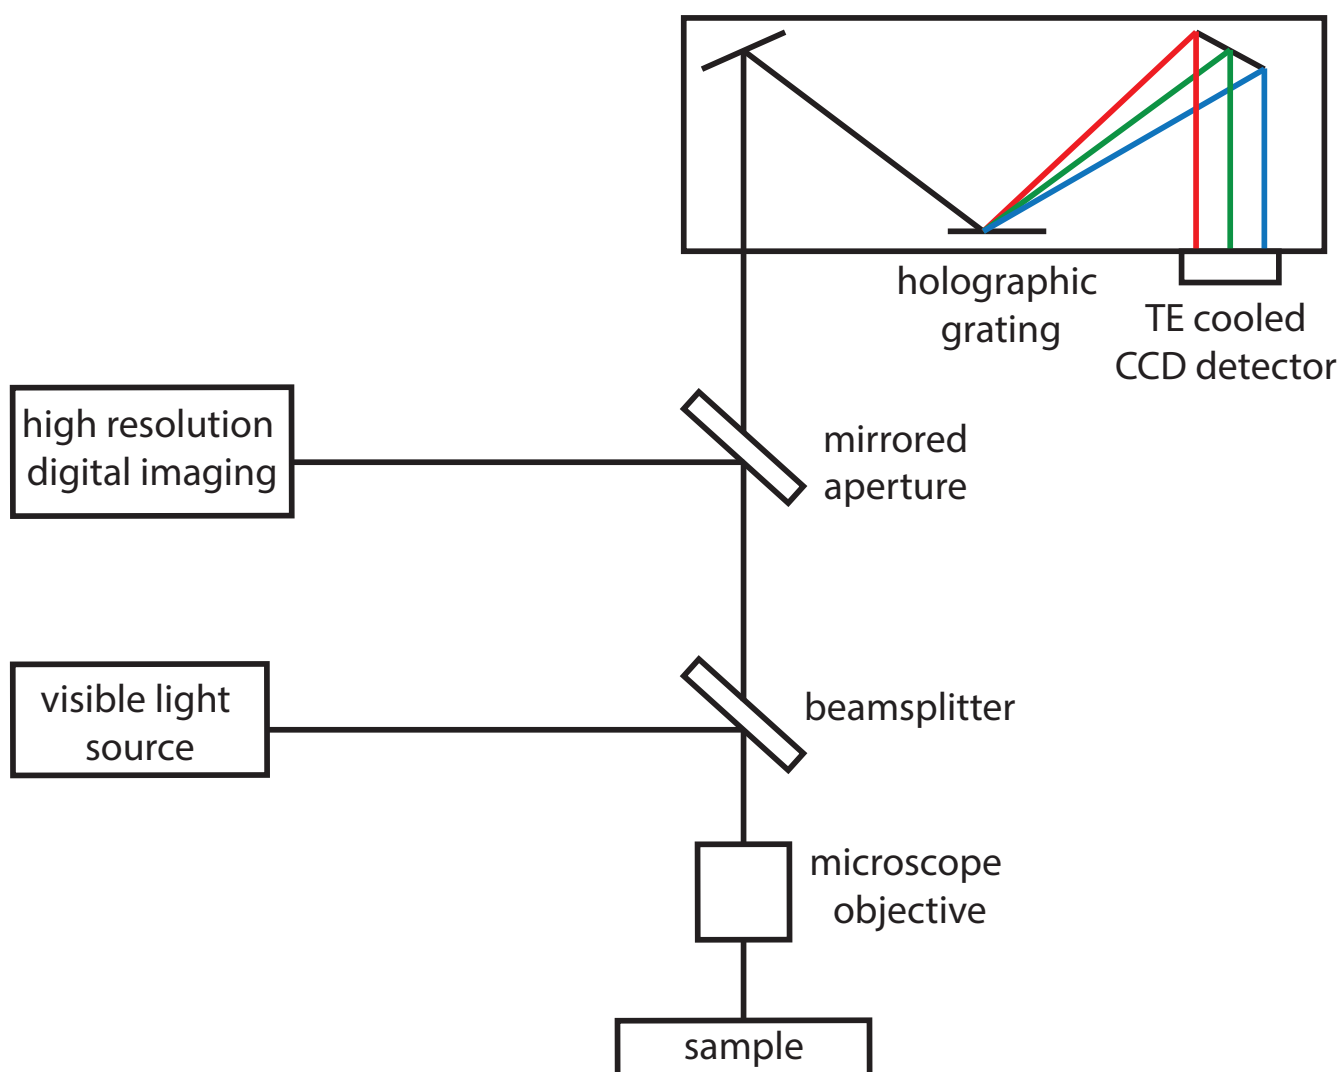 holographic
grating
TE cooled
CCD detector
high resolution
digital imaging
mirrored
aperture
visible light
source
beamsplitter
microscope
objective
sample